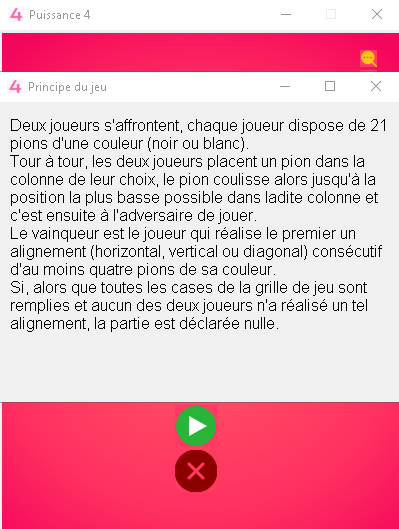 4 Puissance 4
4 Principe du jeu
Deux joueurs s'affrontent, chaque joueur dispose de 21
pions d'une couleur (noir ou blanc).
Tour à tour, les deux joueurs placent un pion dans la
colonne de leur choix, le pion coulisse alors jusqu'à la
position la plus basse possible dans ladite colonne et
c'est ensuite à l'adversaire de jouer.
Le vainqueur est le joueur qui réalise le premier un
alignement (horizontal, vertical ou diagonal) consécutif
d'au moins quatre pions de sa couleur.
Si, alors que toutes les cases de la grille de jeu sont
remplies et aucun des deux joueurs n'a réalisé un tel
alignement, la partie est déclarée nulle.